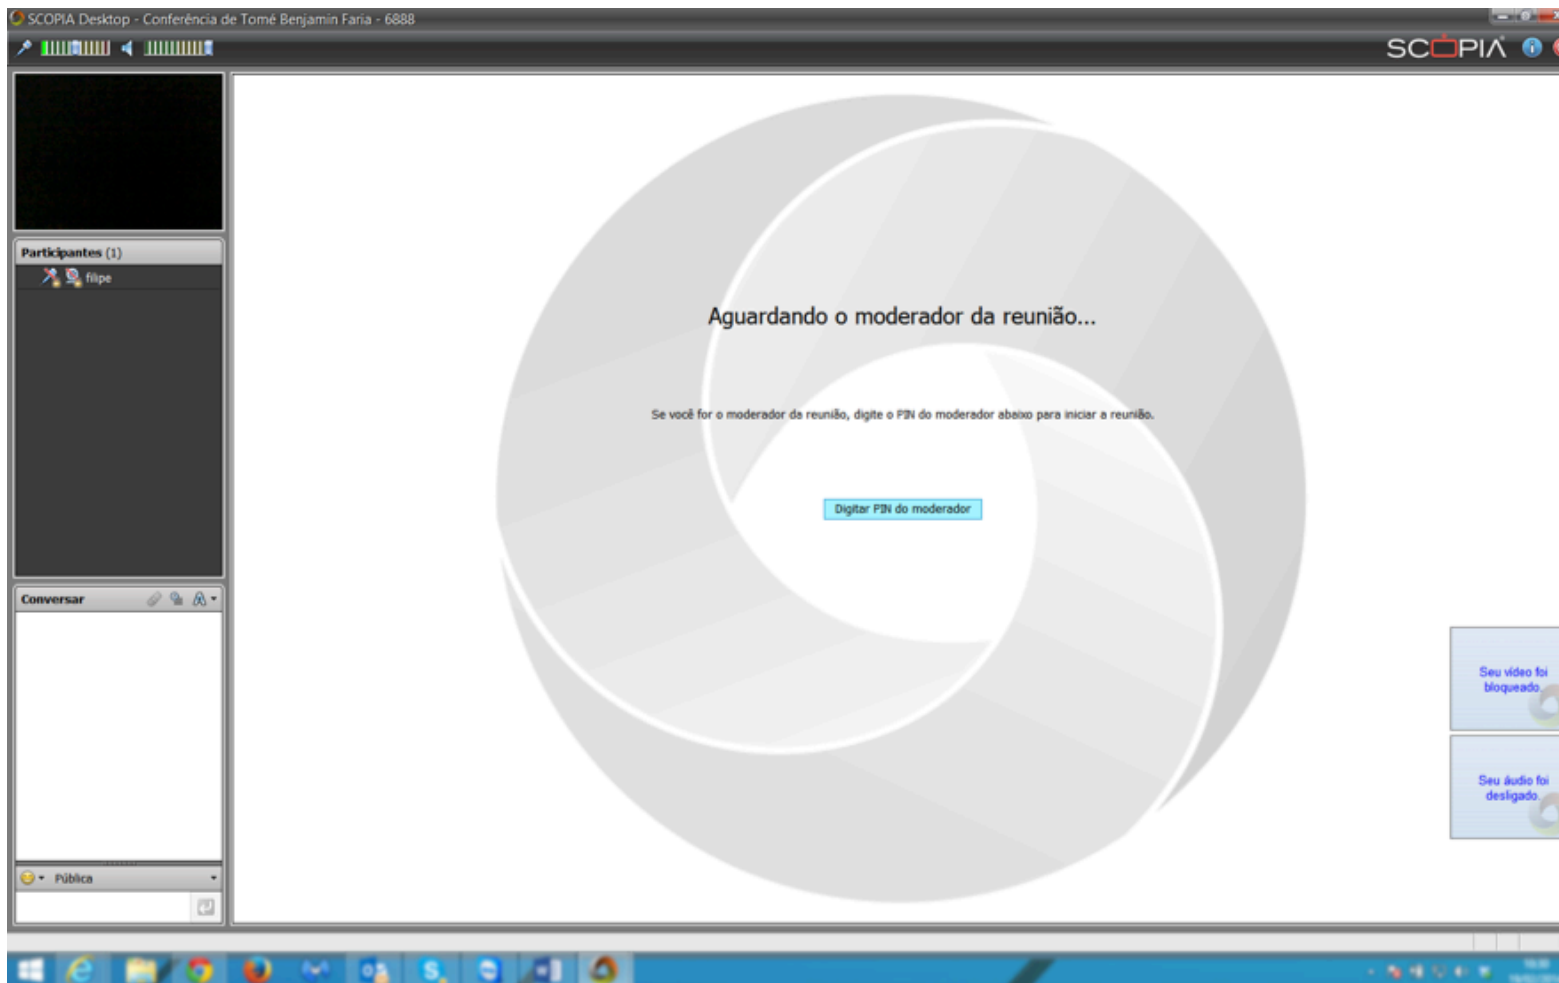 SCOPIA Desktop - Conferência de Tomé Benjamin Faria - 6888
SCOPIA
Participantes (1)
filipe
Aguardando o moderador da reunião...
Se você for o moderador da reunião, digite o PIN do moderador abaixo para iniciar a reunião.
Digitar PIN do moderador
Conversar
Seu vídeo foi
bloqueado.
Seu áudio foi
desligado.
Pública